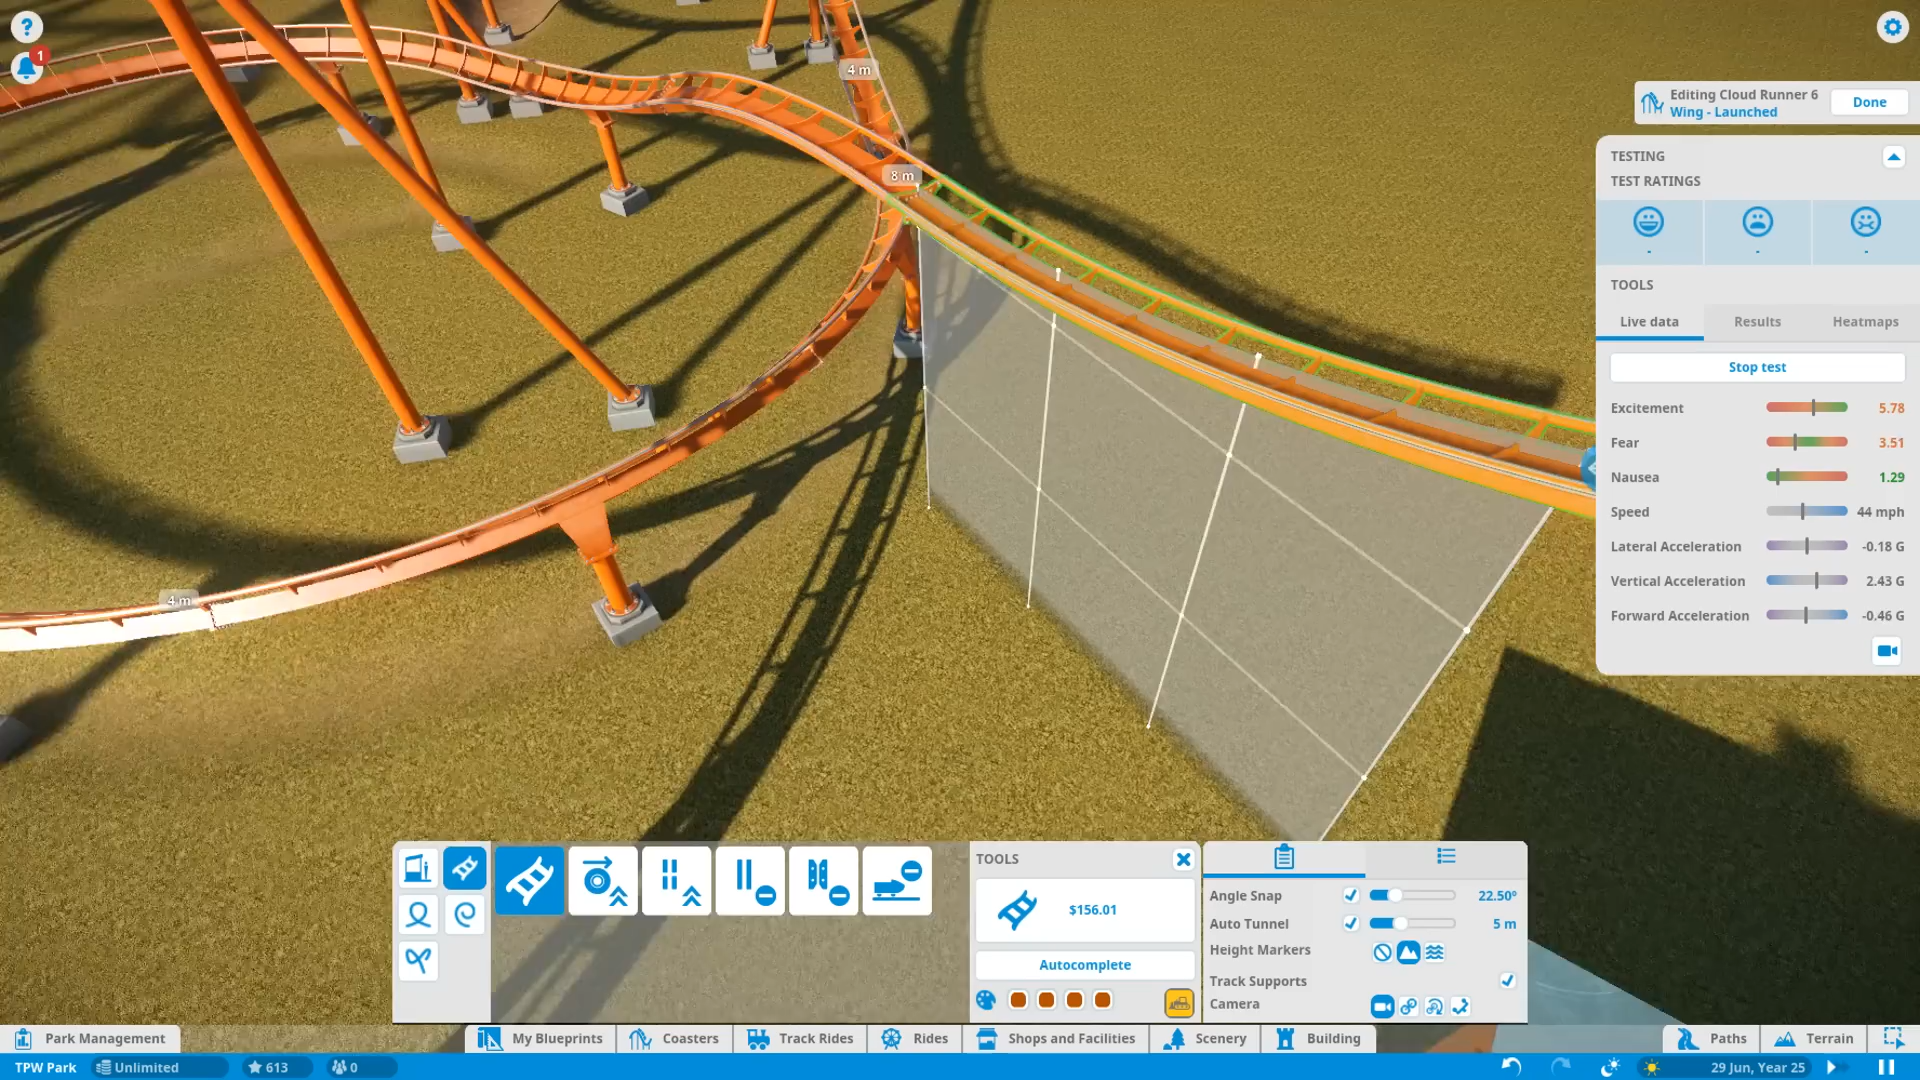 ?
1
4 m
8 m
4 m
Editing Cloud Runner 6
Wing - Launched
Done
TESTING
TEST RATINGS
- - -
TOOLS
Live data Results Heatmaps
Stop test
Excitement 5.78
Fear 3.51
Nausea 1.29
Speed 44 mph
Lateral Acceleration -0.18 G
Vertical Acceleration 2.43 G
Forward Acceleration -0.46 G
TOOLS
$156.01
Autocomplete
Angle Snap 22.50°
Auto Tunnel 5 m
Height Markers
Track Supports
Camera
Park Management My Blueprints Coasters Track Rides Rides Shops and Facilities Scenery Building Paths Terrain
TPW Park Unlimited 613 0 29 Jun, Year 25